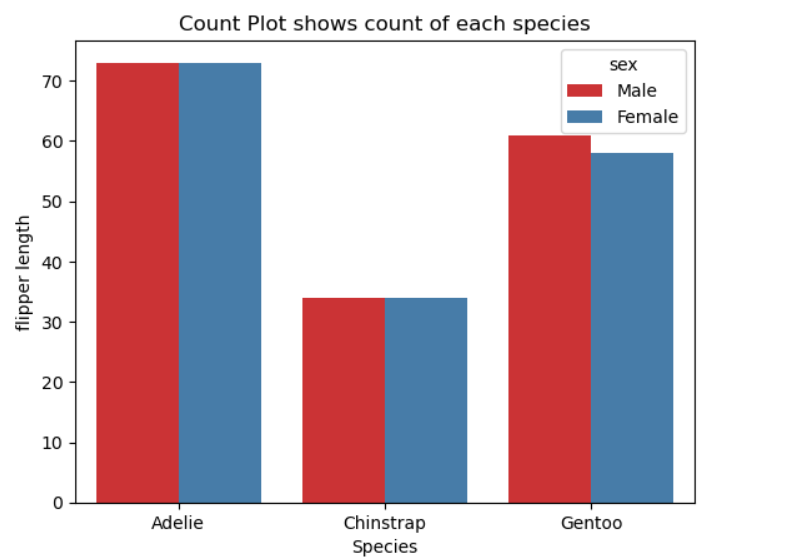 Count Plot shows count of each species
sex
Male
Female
70
60
50
40
30
20
10
0
flipper length
Adelie
Chinstrap
Gentoo
Species